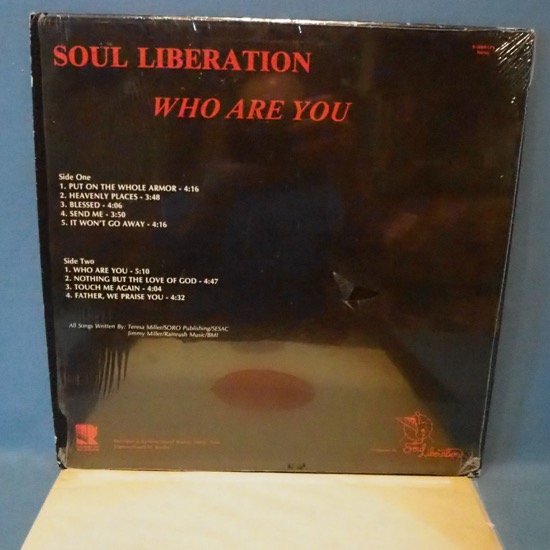 SOUL LIBERATION
WHO ARE YOU
Side One
1. PUT ON THE WHOLE ARMOR - 4:16
2. HEAVENLY PLACES - 3:48
3. BLESSED - 4:06
4. SEND ME - 3:50
5. IT WON'T GO AWAY - 4:16
Side Two
1. WHO ARE YOU - 5:10
2. NOTHING BUT THE LOVE OF GOD - 4:47
3. TOUCH ME AGAIN - 4:04
4. FATHER, WE PRAISE YOU - 4:32
All Songs Written By: Teresa Miller/SORO Publishing/SESAC
Jimmy Miller/Rainrush Music/BMI
Soul
Liberation